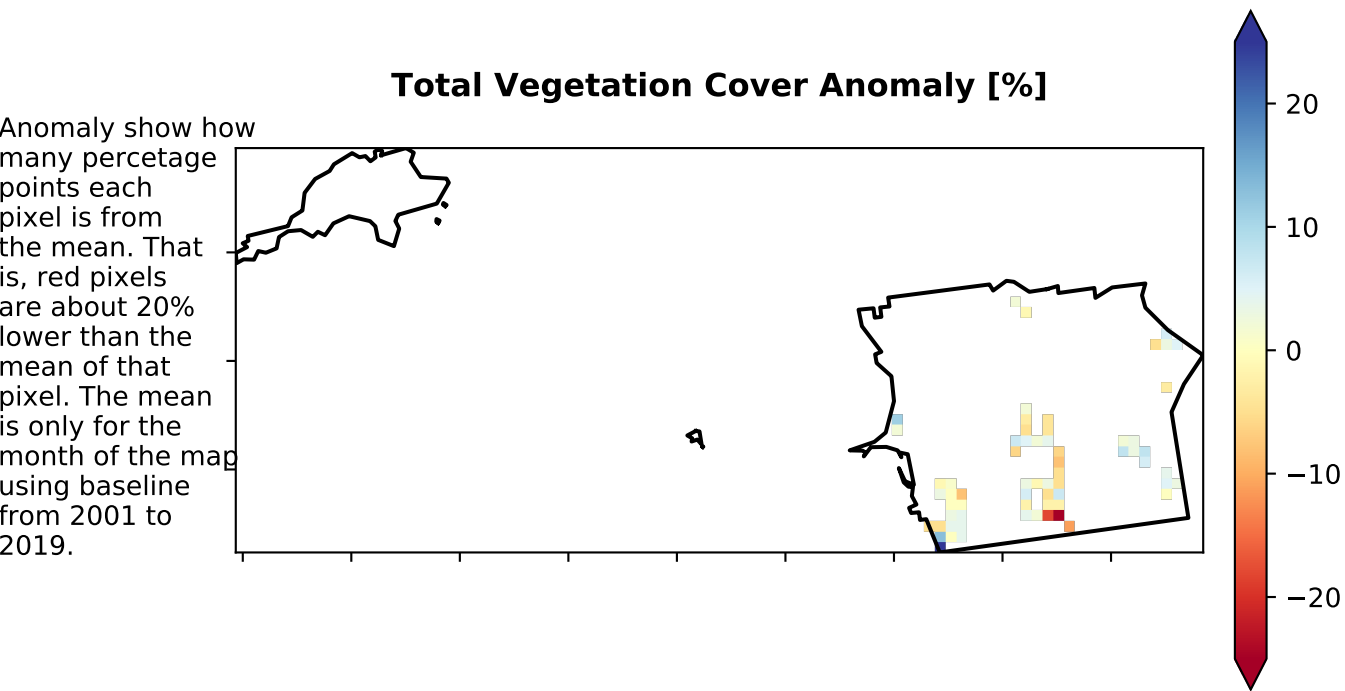 Total Vegetation Cover Anomaly [%]
Anomaly show how
many percetage
points each
pixel is from
the mean. That
is, red pixels
are about 20%
lower than the
mean of that
pixel. The mean
is only for the
month of the map
using baseline
from 2001 to
2019.
20
10
0
−10
−20